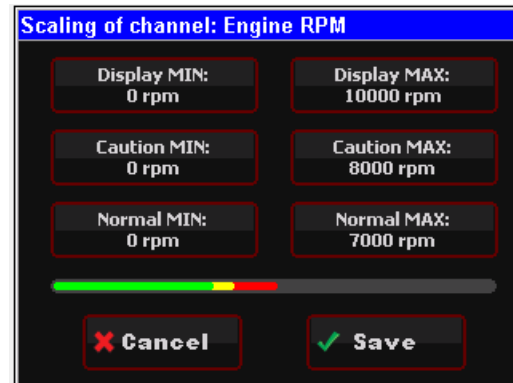 Scaling of channel: Engine RPM
Display MIN:
0 rpm
Display MAX:
10000 rpm
Caution MIN:
0 rpm
Caution MAX:
8000 rpm
Normal MIN:
0 rpm
Normal MAX:
7000 rpm
Cancel
Save